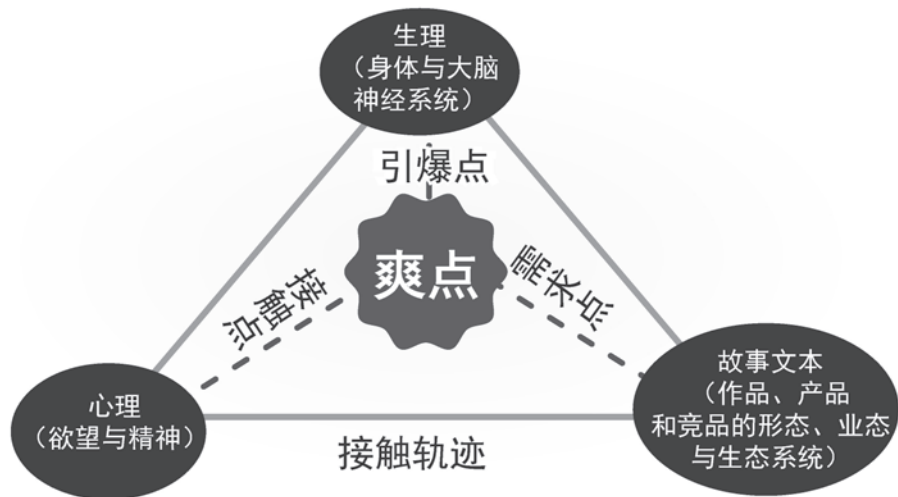 生理
（身体与大脑
神经系统）
引爆点
爽点
接触点
需求点
心理
（欲望与精神）
故事文本
（作品、产品
和竞品的形态、业态
与生态系统）
接触轨迹